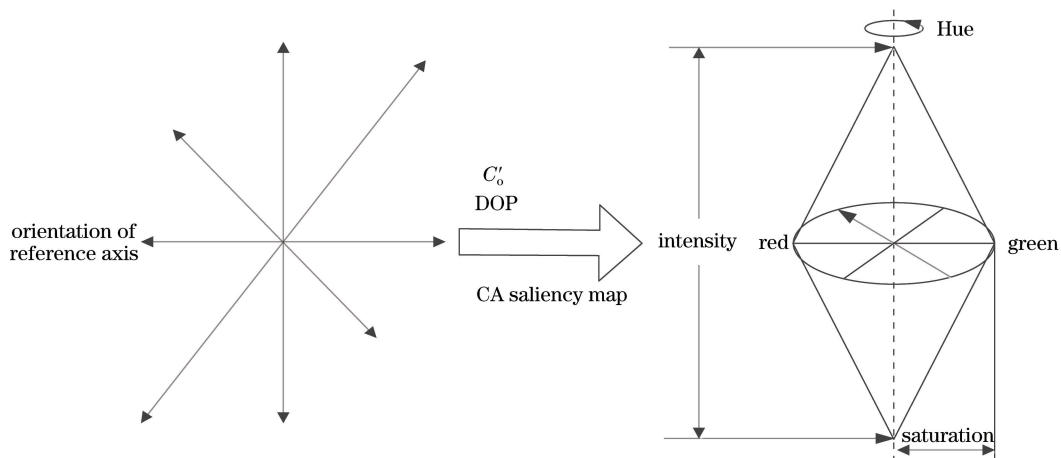 orientation of
reference axis
C′ₒ
DOP
CA saliency map
intensity
Hue
red
green
saturation